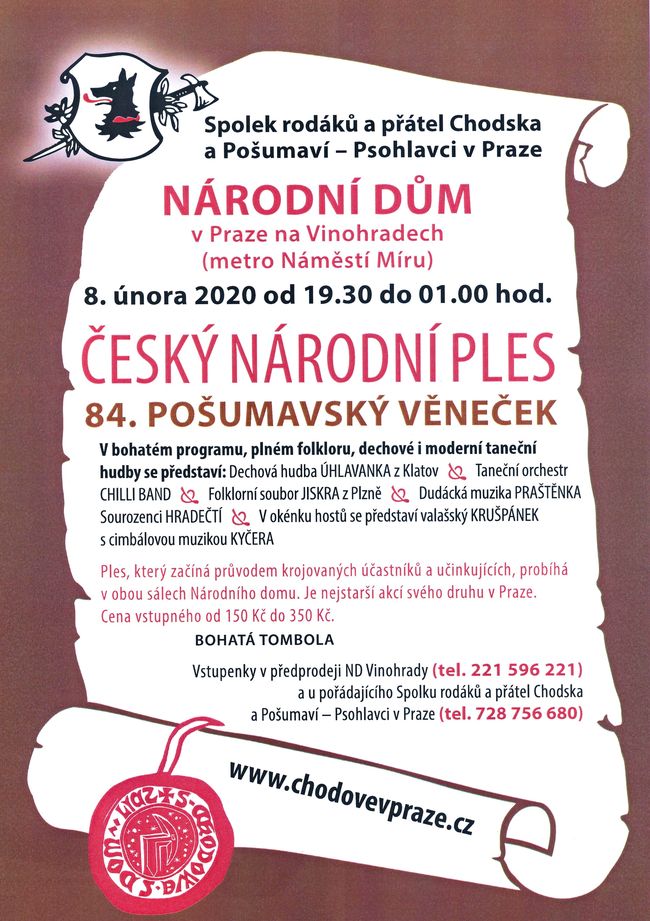 Spolek rodáků a přátel Chodska
a Pošumaví – Psohlavci v Praze
NÁRODNÍ DŮM
v Praze na Vinohradech
(metro Náměstí Míru)
8. února 2020 od 19.30 do 01.00 hod.
ČESKÝ NÁRODNÍ PLES
84. POŠUMAVSKÝ VĚNEČEK
V bohatém programu, plném folkloru, dechové i moderní taneční
hudby se představí: Dechová hudba ÚHLAVANKA z Klatov Taneční orchestr
CHILLI BAND Folklorní soubor JISKRA z Plzně Dudácká muzika PRAŠTĚNKA
Sourozenci HRADEČTÍ V okénku hostů se představí valašský KRUŠPÁNEK
s cimbálovou muzikou KYČERA
Ples, který začíná průvodem krojovaných účastníků a učinkujících, probíhá
v obou sálech Národního domu. Je nejstarší akcí svého druhu v Praze.
Cena vstupného od 150 Kč do 350 Kč.
BOHATÁ TOMBOLA
Vstupenky v předprodeji ND Vinohrady (tel. 221 596 221)
a u pořádajícího Spolku rodáků a přátel Chodska
a Pošumaví – Psohlavci v Praze (tel. 728 756 680)
www.chodovevpraze.cz